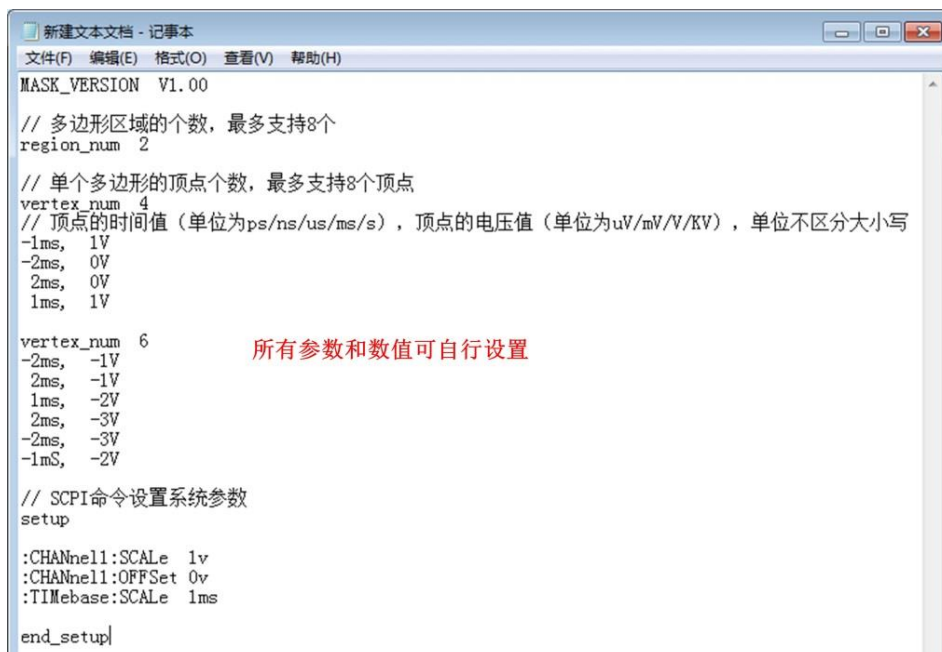 新建文本文档 - 记事本
文件(F) 编辑(E) 格式(O) 查看(V) 帮助(H)
MASK_VERSION V1.00
// 多边形区域的个数，最多支持8个
region_num 2
// 单个多边形的顶点个数，最多支持8个顶点
vertex_num 4
// 顶点的时间值（单位为ps/ns/us/ms/s），顶点的电压值（单位为uV/mV/V/KV），单位不区分大小写
-1ms, 1V
-2ms, 0V
2ms, 0V
1ms, 1V
vertex_num 6
所有参数和数值可自行设置
-2ms, -1V
2ms, -1V
1ms, -2V
2ms, -3V
-2ms, -3V
-1mS, -2V
// SCPI命令设置系统参数
setup
:CHANnel1:SCALe 1v
:CHANnel1:OFFSet 0v
:TIMebase:SCALe 1ms
end_setup